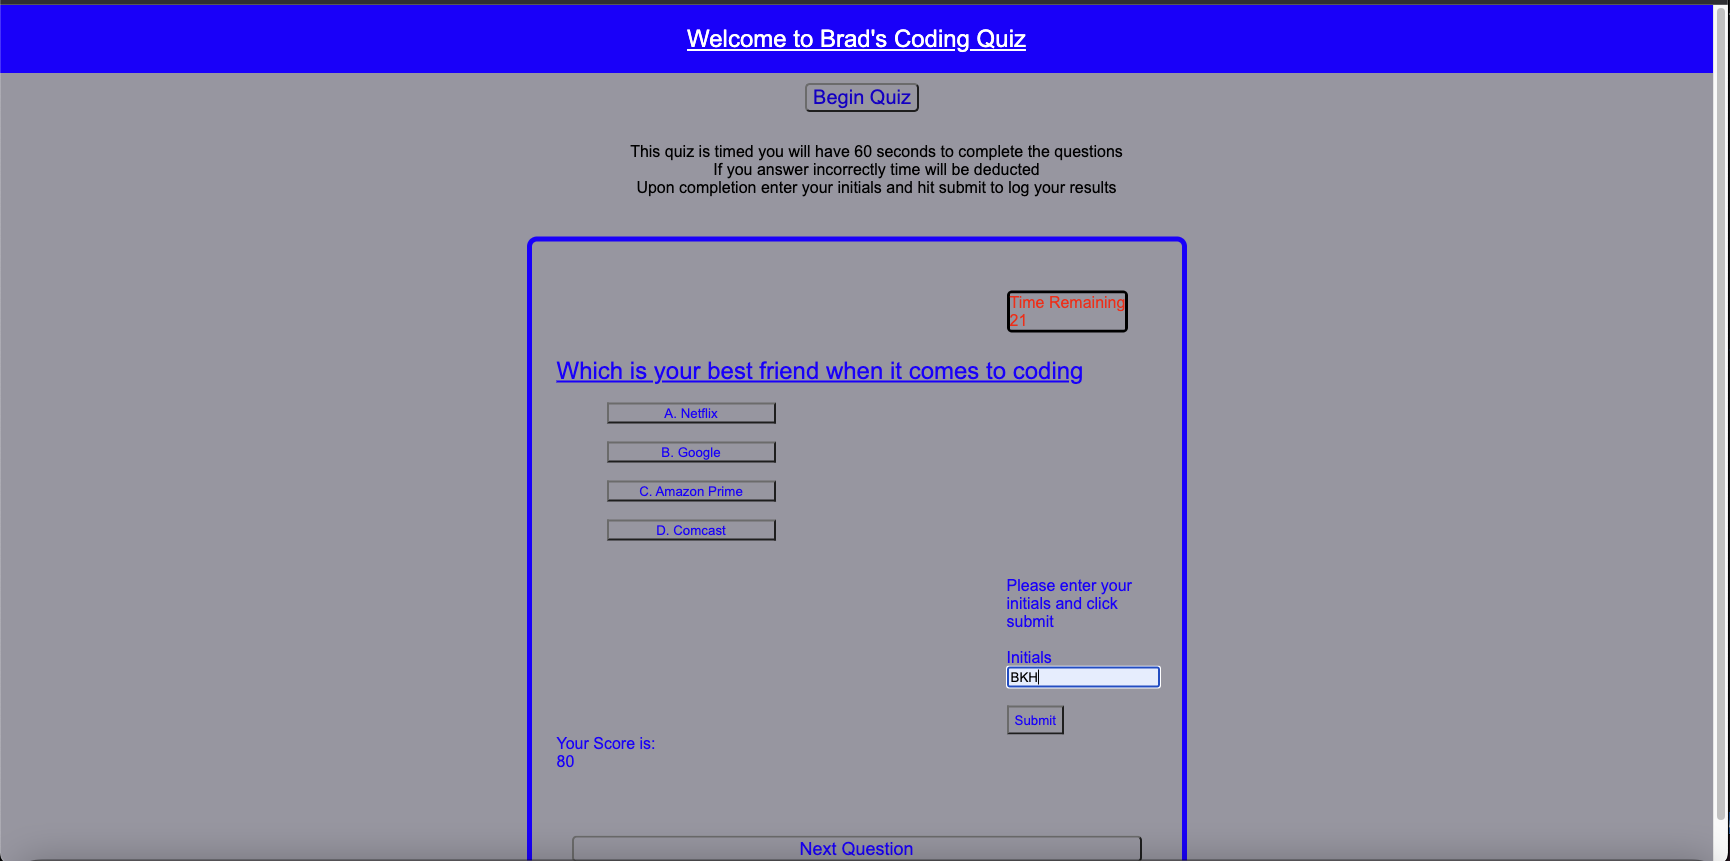 Welcome to Brad's Coding Quiz
Begin Quiz
This quiz is timed you will have 60 seconds to complete the questions
If you answer incorrectly time will be deducted
Upon completion enter your initials and hit submit to log your results
Time Remaining
21
Which is your best friend when it comes to coding
A. Netflix
B. Google
C. Amazon Prime
D. Comcast
Please enter your
initials and click
submit
Initials
BKH
Submit
Your Score is:
80
Next Question